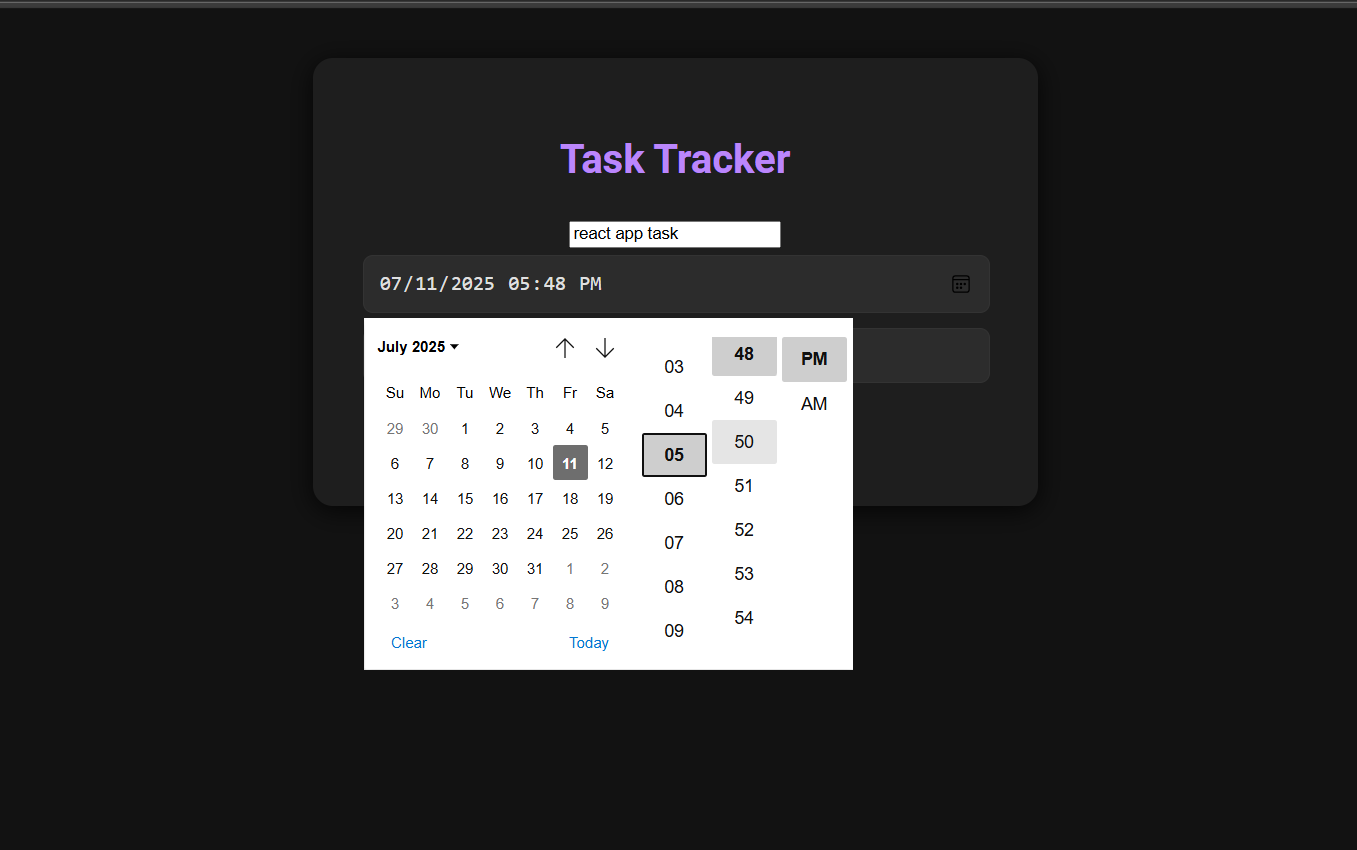 Task Tracker
react app task
07/11/2025 05:48 PM
July 2025
Su Mo Tu We Th Fr Sa
29 30 1 2 3 4 5
6 7 8 9 10 11 12
13 14 15 16 17 18 19
20 21 22 23 24 25 26
27 28 29 30 31 1 2
3 4 5 6 7 8 9
Clear Today
03
04
05
06
07
08
09
48
49
50
51
52
53
54
PM
AM